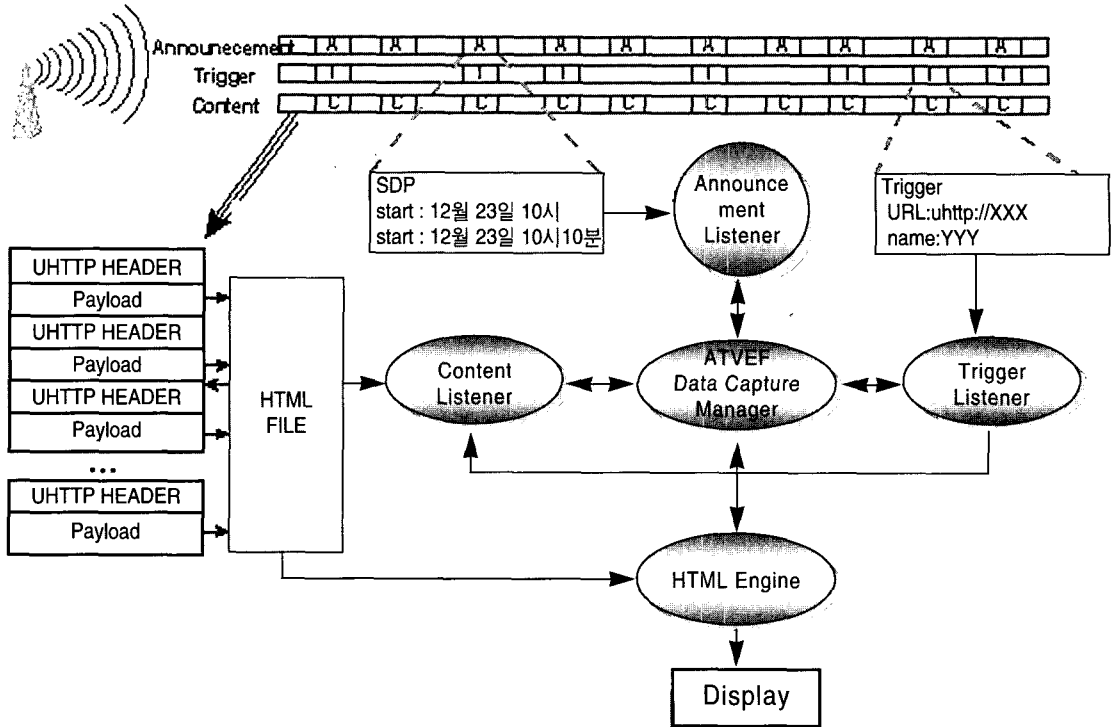 Announecement A A A A A A A A A A
Trigger T T T T T T T
Content C C C C C C C C C C
SDP
start : 12월 23일 10시
start : 12월 23일 10시10분
Announce
ment
Listener
Trigger
URL:uhttp://XXX
name:YYY
UHTTP HEADER
Payload
UHTTP HEADER
Payload
UHTTP HEADER
Payload
...
UHTTP HEADER
Payload
HTML
FILE
Content
Listener
ATVEF
Data Capture
Manager
Trigger
Listener
HTML Engine
Display